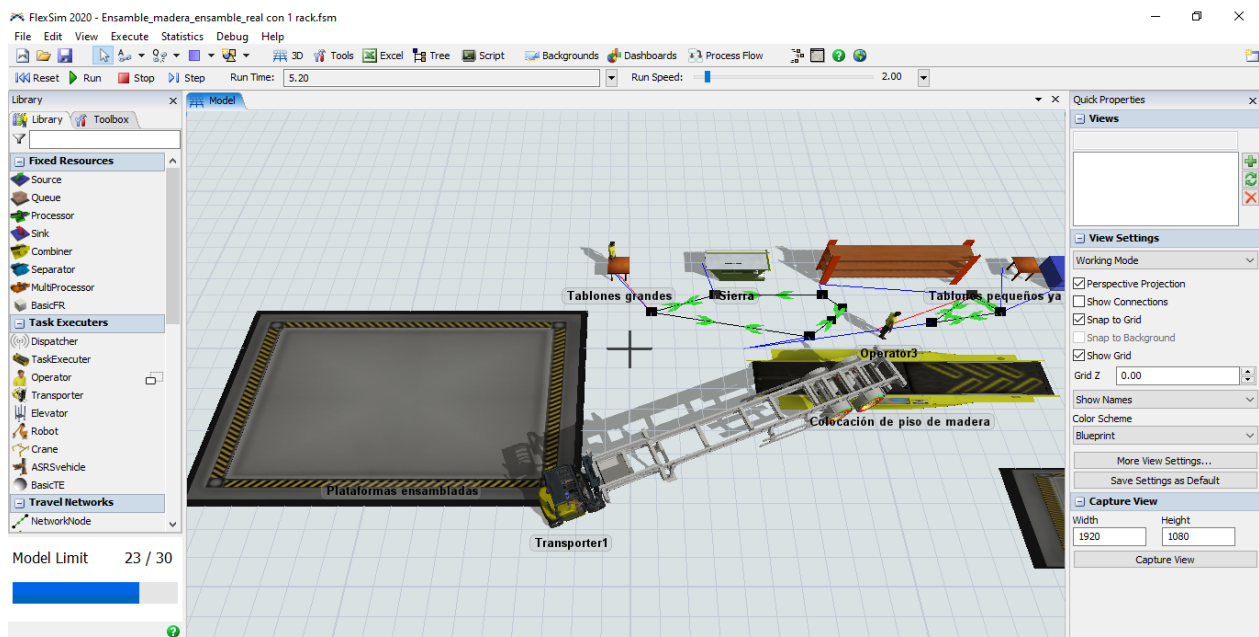 FlexSim 2020 - Ensamble_madera_ensamble_real con 1 rack.fsm
File Edit View Execute Statistics Debug Help
3D Tools Excel Tree Script Backgrounds Dashboards Process Flow
Reset Run Stop Step Run Time: 5.20 Run Speed: 2.00
Library
Library Toolbox
Fixed Resources
Source
Queue
Processor
Sink
Combiner
Separator
MultiProcessor
BasicFR
Task Executers
Dispatcher
TaskExecuter
Operator
Transporter
Elevator
Robot
Crane
ASRSvehicle
BasicTE
Travel Networks
NetworkNode
Model Limit 23 / 30
Model
Tablones grandes
Sierra
Tablones pequeños ya
Operator3
Colocación de piso de madera
Plataformas ensambladas
Transporter1
Quick Properties
Views
View Settings
Working Mode
Perspective Projection
Show Connections
Snap to Grid
Snap to Background
Show Grid
Grid Z 0.00
Show Names
Color Scheme
Blueprint
More View Settings...
Save Settings as Default
Capture View
Width Height
1920 1080
Capture View